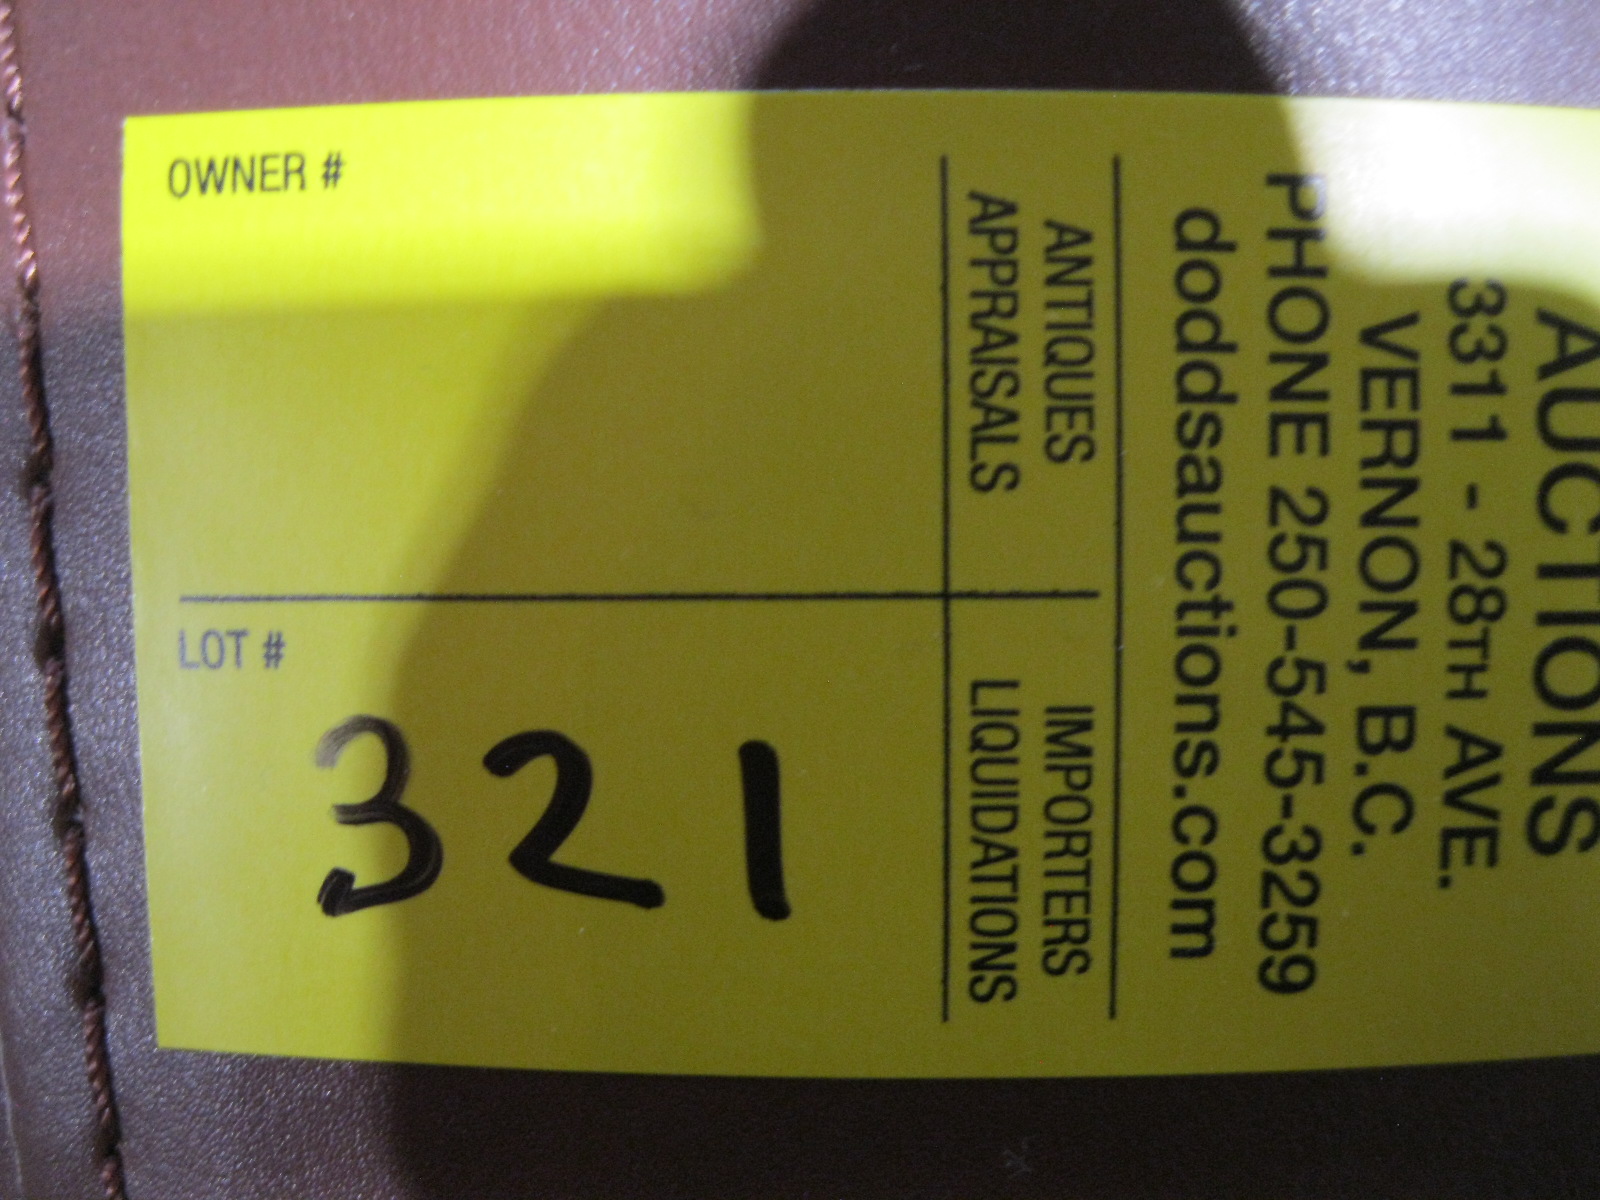 AUCTIONS
3311 - 28TH AVE.
VERNON, B.C.
PHONE 250-545-3259
doddsauctions.com
ANTIQUES
APPRAISALS
IMPORTERS
LIQUIDATIONS
OWNER #
LOT #
321